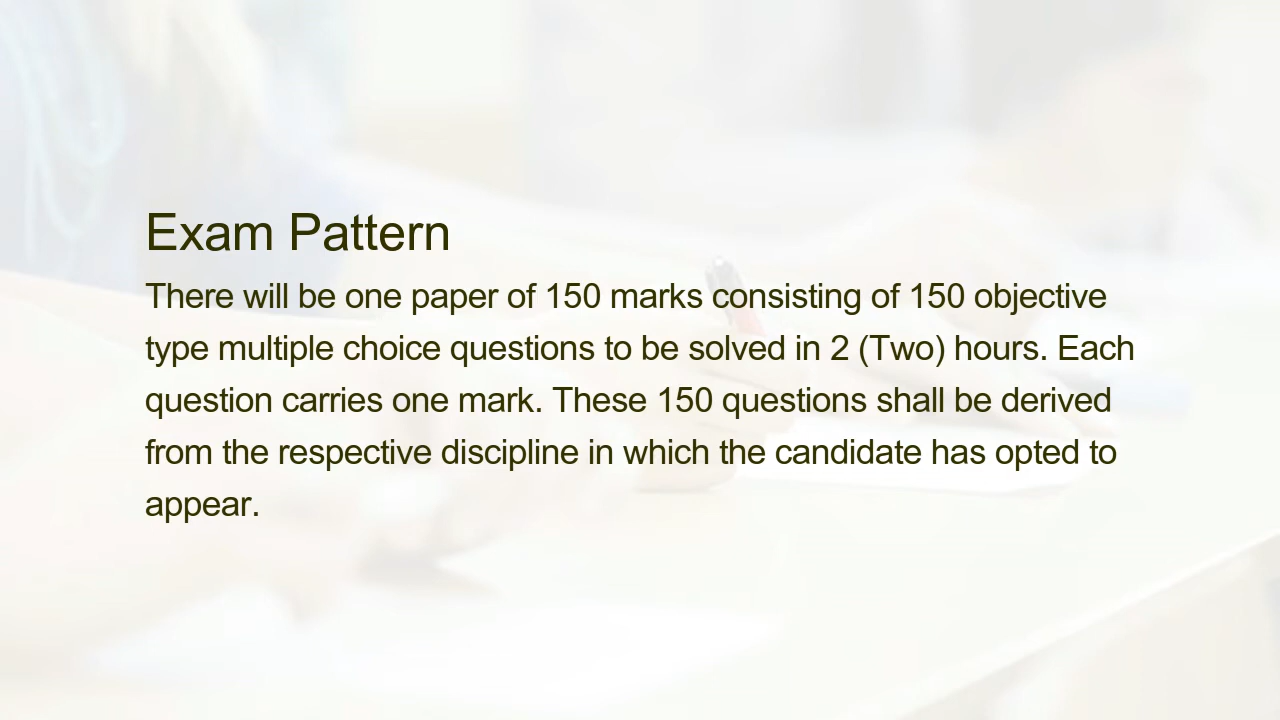 Exam Pattern
There will be one paper of 150 marks consisting of 150 objective
type multiple choice questions to be solved in 2 (Two) hours. Each
question carries one mark. These 150 questions shall be derived
from the respective discipline in which the candidate has opted to
appear.